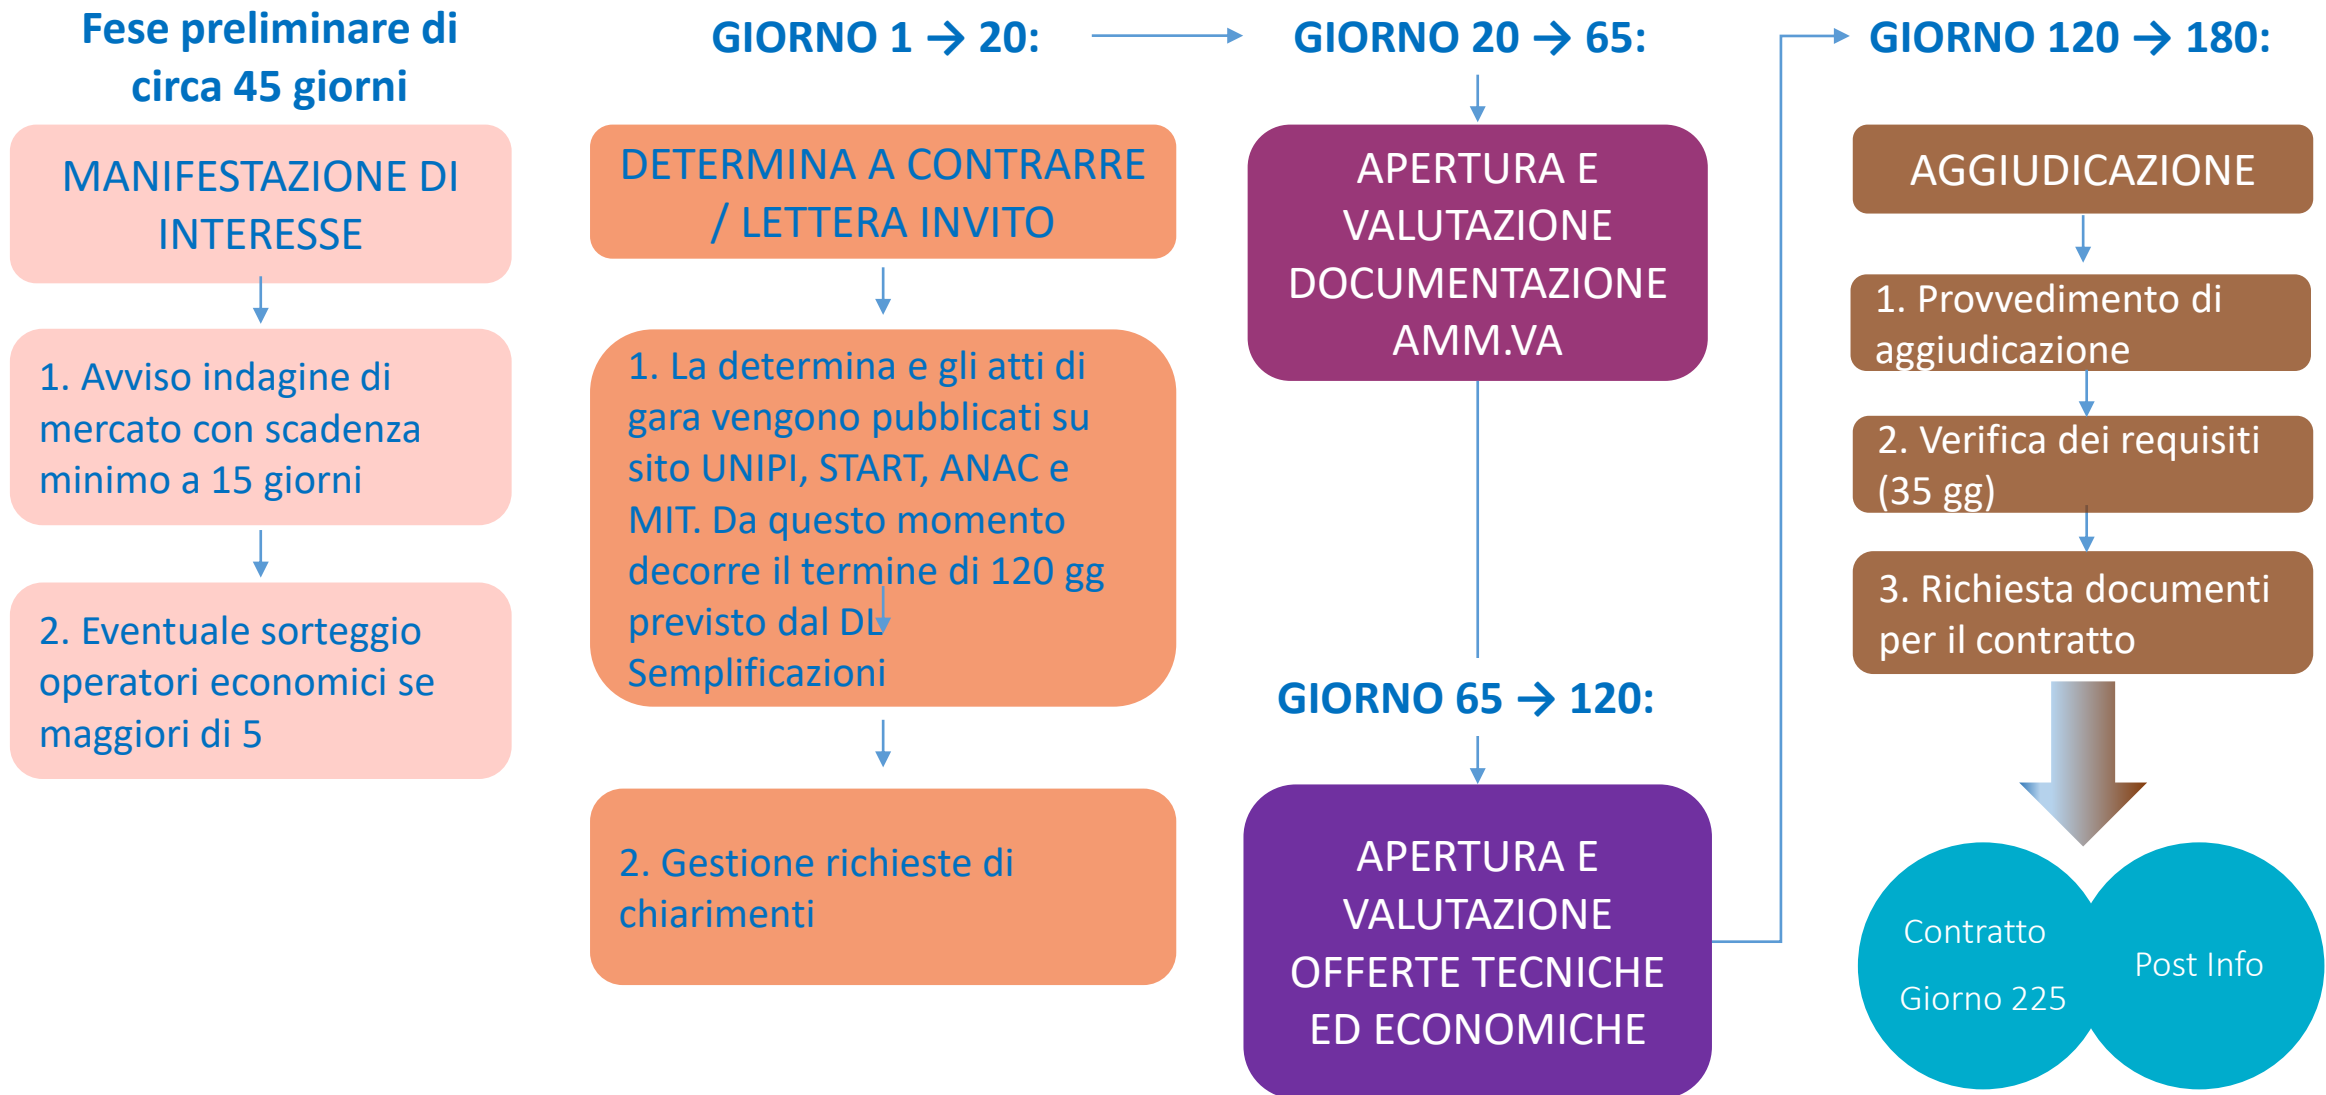 Fese preliminare di
circa 45 giorni
MANIFESTAZIONE DI
INTERESSE
1. Avviso indagine di
mercato con scadenza
minimo a 15 giorni
2. Eventuale sorteggio
operatori economici se
maggiori di 5
GIORNO 1 → 20:
DETERMINA A CONTRARRE
/ LETTERA INVITO
1. La determina e gli atti di
gara vengono pubblicati su
sito UNIPI, START, ANAC e
MIT. Da questo momento
decorre il termine di 120 gg
previsto dal DL
Semplificazioni
2. Gestione richieste di
chiarimenti
GIORNO 20 → 65:
APERTURA E
VALUTAZIONE
DOCUMENTAZIONE
AMM.VA
GIORNO 65 → 120:
APERTURA E
VALUTAZIONE
OFFERTE TECNICHE
ED ECONOMICHE
GIORNO 120 → 180:
AGGIUDICAZIONE
1. Provvedimento di
aggiudicazione
2. Verifica dei requisiti
(35 gg)
3. Richiesta documenti
per il contratto
Contratto
Giorno 225
Post Info